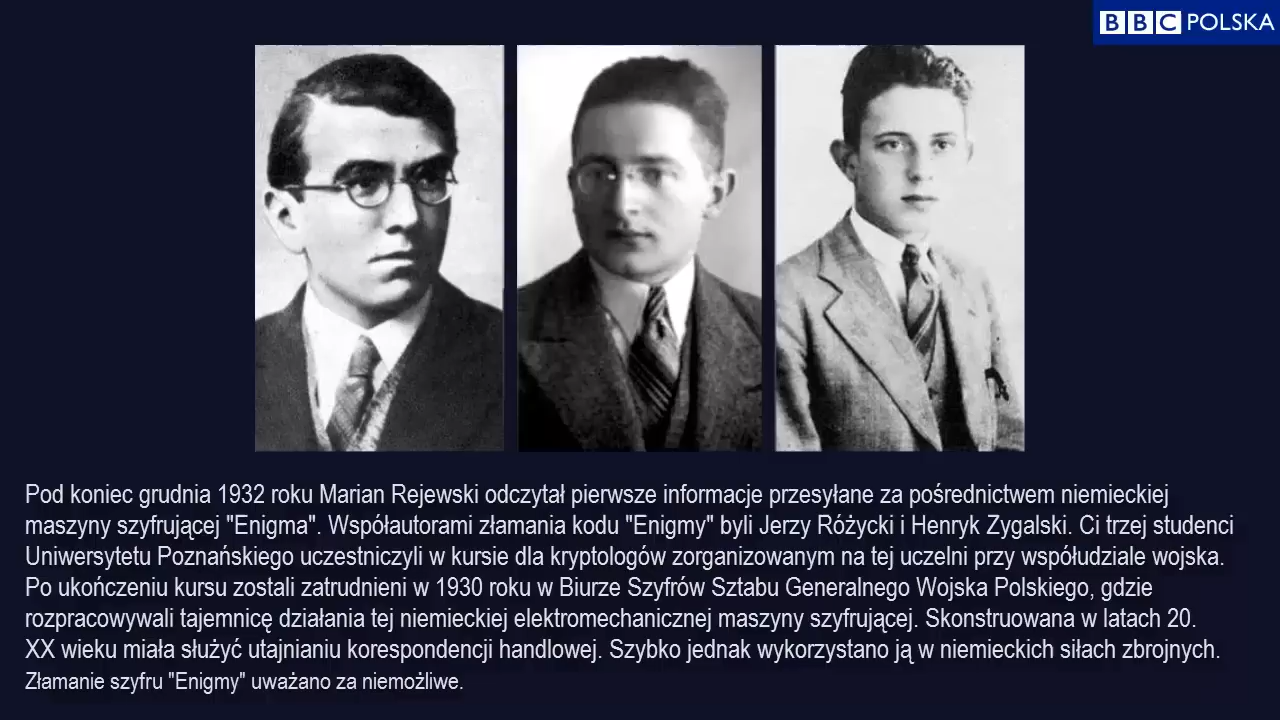 BBC POLSKA
Pod koniec grudnia 1932 roku Marian Rejewski odczytał pierwsze informacje przesyłane za pośrednictwem niemieckiej
maszyny szyfrującej "Enigma". Współautorami złamania kodu "Enigmy" byli Jerzy Różycki i Henryk Zygalski. Ci trzej studenci
Uniwersytetu Poznańskiego uczestniczyli w kursie dla kryptologów zorganizowanym na tej uczelni przy współudziale wojska.
Po ukończeniu kursu zostali zatrudnieni w 1930 roku w Biurze Szyfrów Sztabu Generalnego Wojska Polskiego, gdzie
rozpracowywali tajemnicę działania tej niemieckiej elektromechanicznej maszyny szyfrującej. Skonstruowana w latach 20.
XX wieku miała służyć utajnianiu korespondencji handlowej. Szybko jednak wykorzystano ją w niemieckich siłach zbrojnych.
Złamanie szyfru "Enigmy" uważano za niemożliwe.